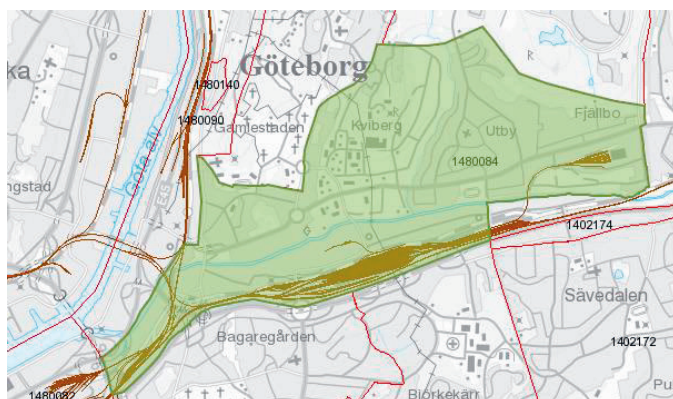 Göteborg
ka
1480140
1480090
Gamlestaden
Kviberg
Utby
Fjällbo
Göta älv
E45
1480084
ngstad
1402174
Sävedalen
Bagaregården
1402172
1480082
Björkekärr
Pu